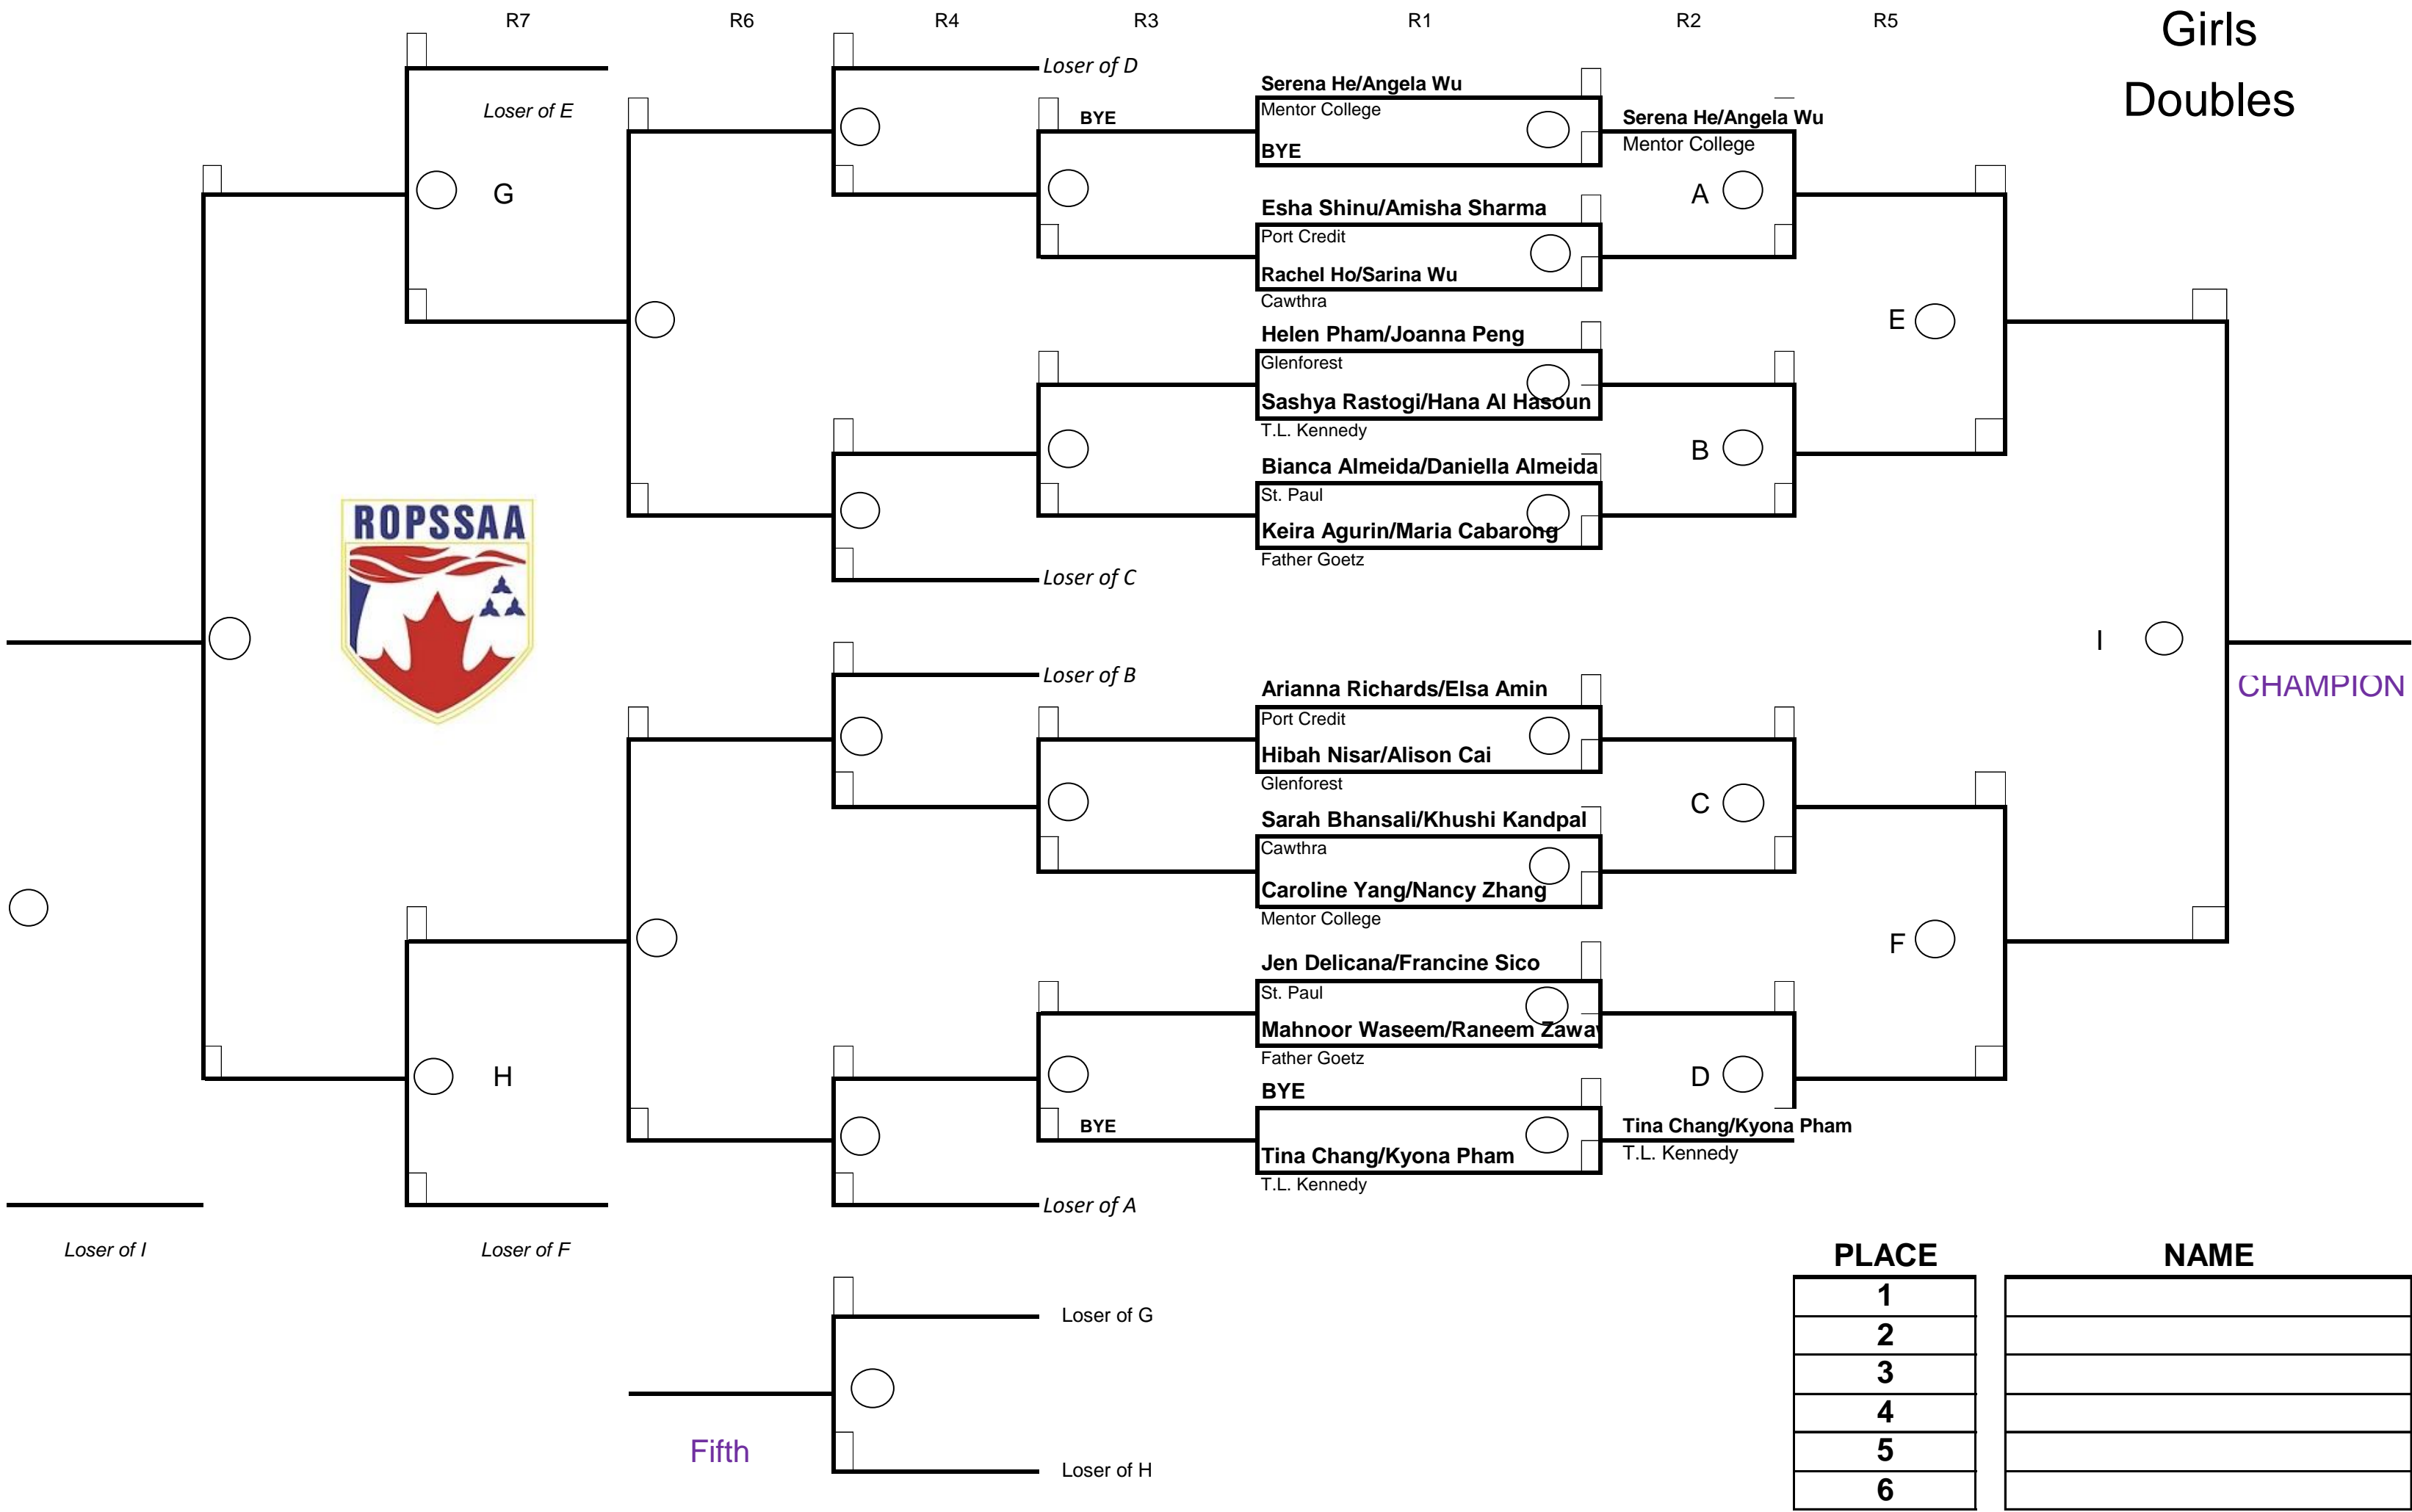 R7 R6 R4 R3 R1 R2 R5
Girls
Doubles
Loser of D
Serena He/Angela Wu
Loser of E
BYE
Mentor College
Serena He/Angela Wu
BYE
Mentor College
G
Esha Shinu/Amisha Sharma
A
Port Credit
Rachel Ho/Sarina Wu
Cawthra
Helen Pham/Joanna Peng
E
Glenforest
Sashya Rastogi/Hana Al Hasoun
T.L. Kennedy
B
Bianca Almeida/Daniella Almeida
St. Paul
ROPSSAA
Keira Agurin/Maria Cabarong
Father Goetz
Loser of C
I
Loser of B
Arianna Richards/Elsa Amin
CHAMPION
Port Credit
Hibah Nisar/Alison Cai
Glenforest
C
Sarah Bhansali/Khushi Kandpal
Cawthra
Caroline Yang/Nancy Zhang
Mentor College
F
Jen Delicana/Francine Sico
St. Paul
Mahnoor Waseem/Raneem
Father Goetz
H
D
BYE
BYE
Tina Chang/Kyona Pham
Tina Chang/Kyona Pham
T.L. Kennedy
T.L. Kennedy
Loser of A
Loser of I
Loser of F
PLACE NAME
1
Loser of G
2
3
4
Fifth
5
Loser of H
6